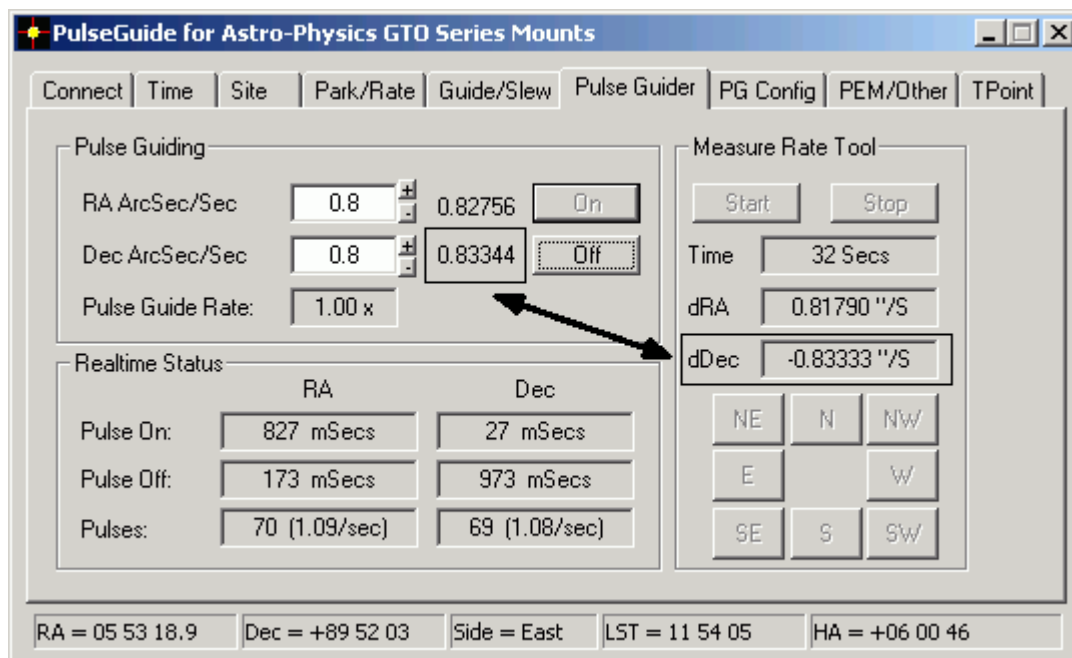 PulseGuide for Astro-Physics GTO Series Mounts
Connect Time Site Park/Rate Guide/Slew Pulse Guider PG Config PEM/Other TPoint
Pulse Guiding
RA ArcSec/Sec 0.8 + - 0.82756 On
Dec ArcSec/Sec 0.8 + - 0.83344 Off
Pulse Guide Rate: 1.00 x
Realtime Status
RA Dec
Pulse On: 827 mSecs 27 mSecs
Pulse Off: 173 mSecs 973 mSecs
Pulses: 70 (1.09/sec) 69 (1.08/sec)
Measure Rate Tool
Start Stop
Time 32 Secs
dRA 0.81790 "/S
dDec -0.83333 "/S
NE N NW
E W
SE S SW
RA = 05 53 18.9 Dec = +89 52 03 Side = East LST = 11 54 05 HA = +06 00 46